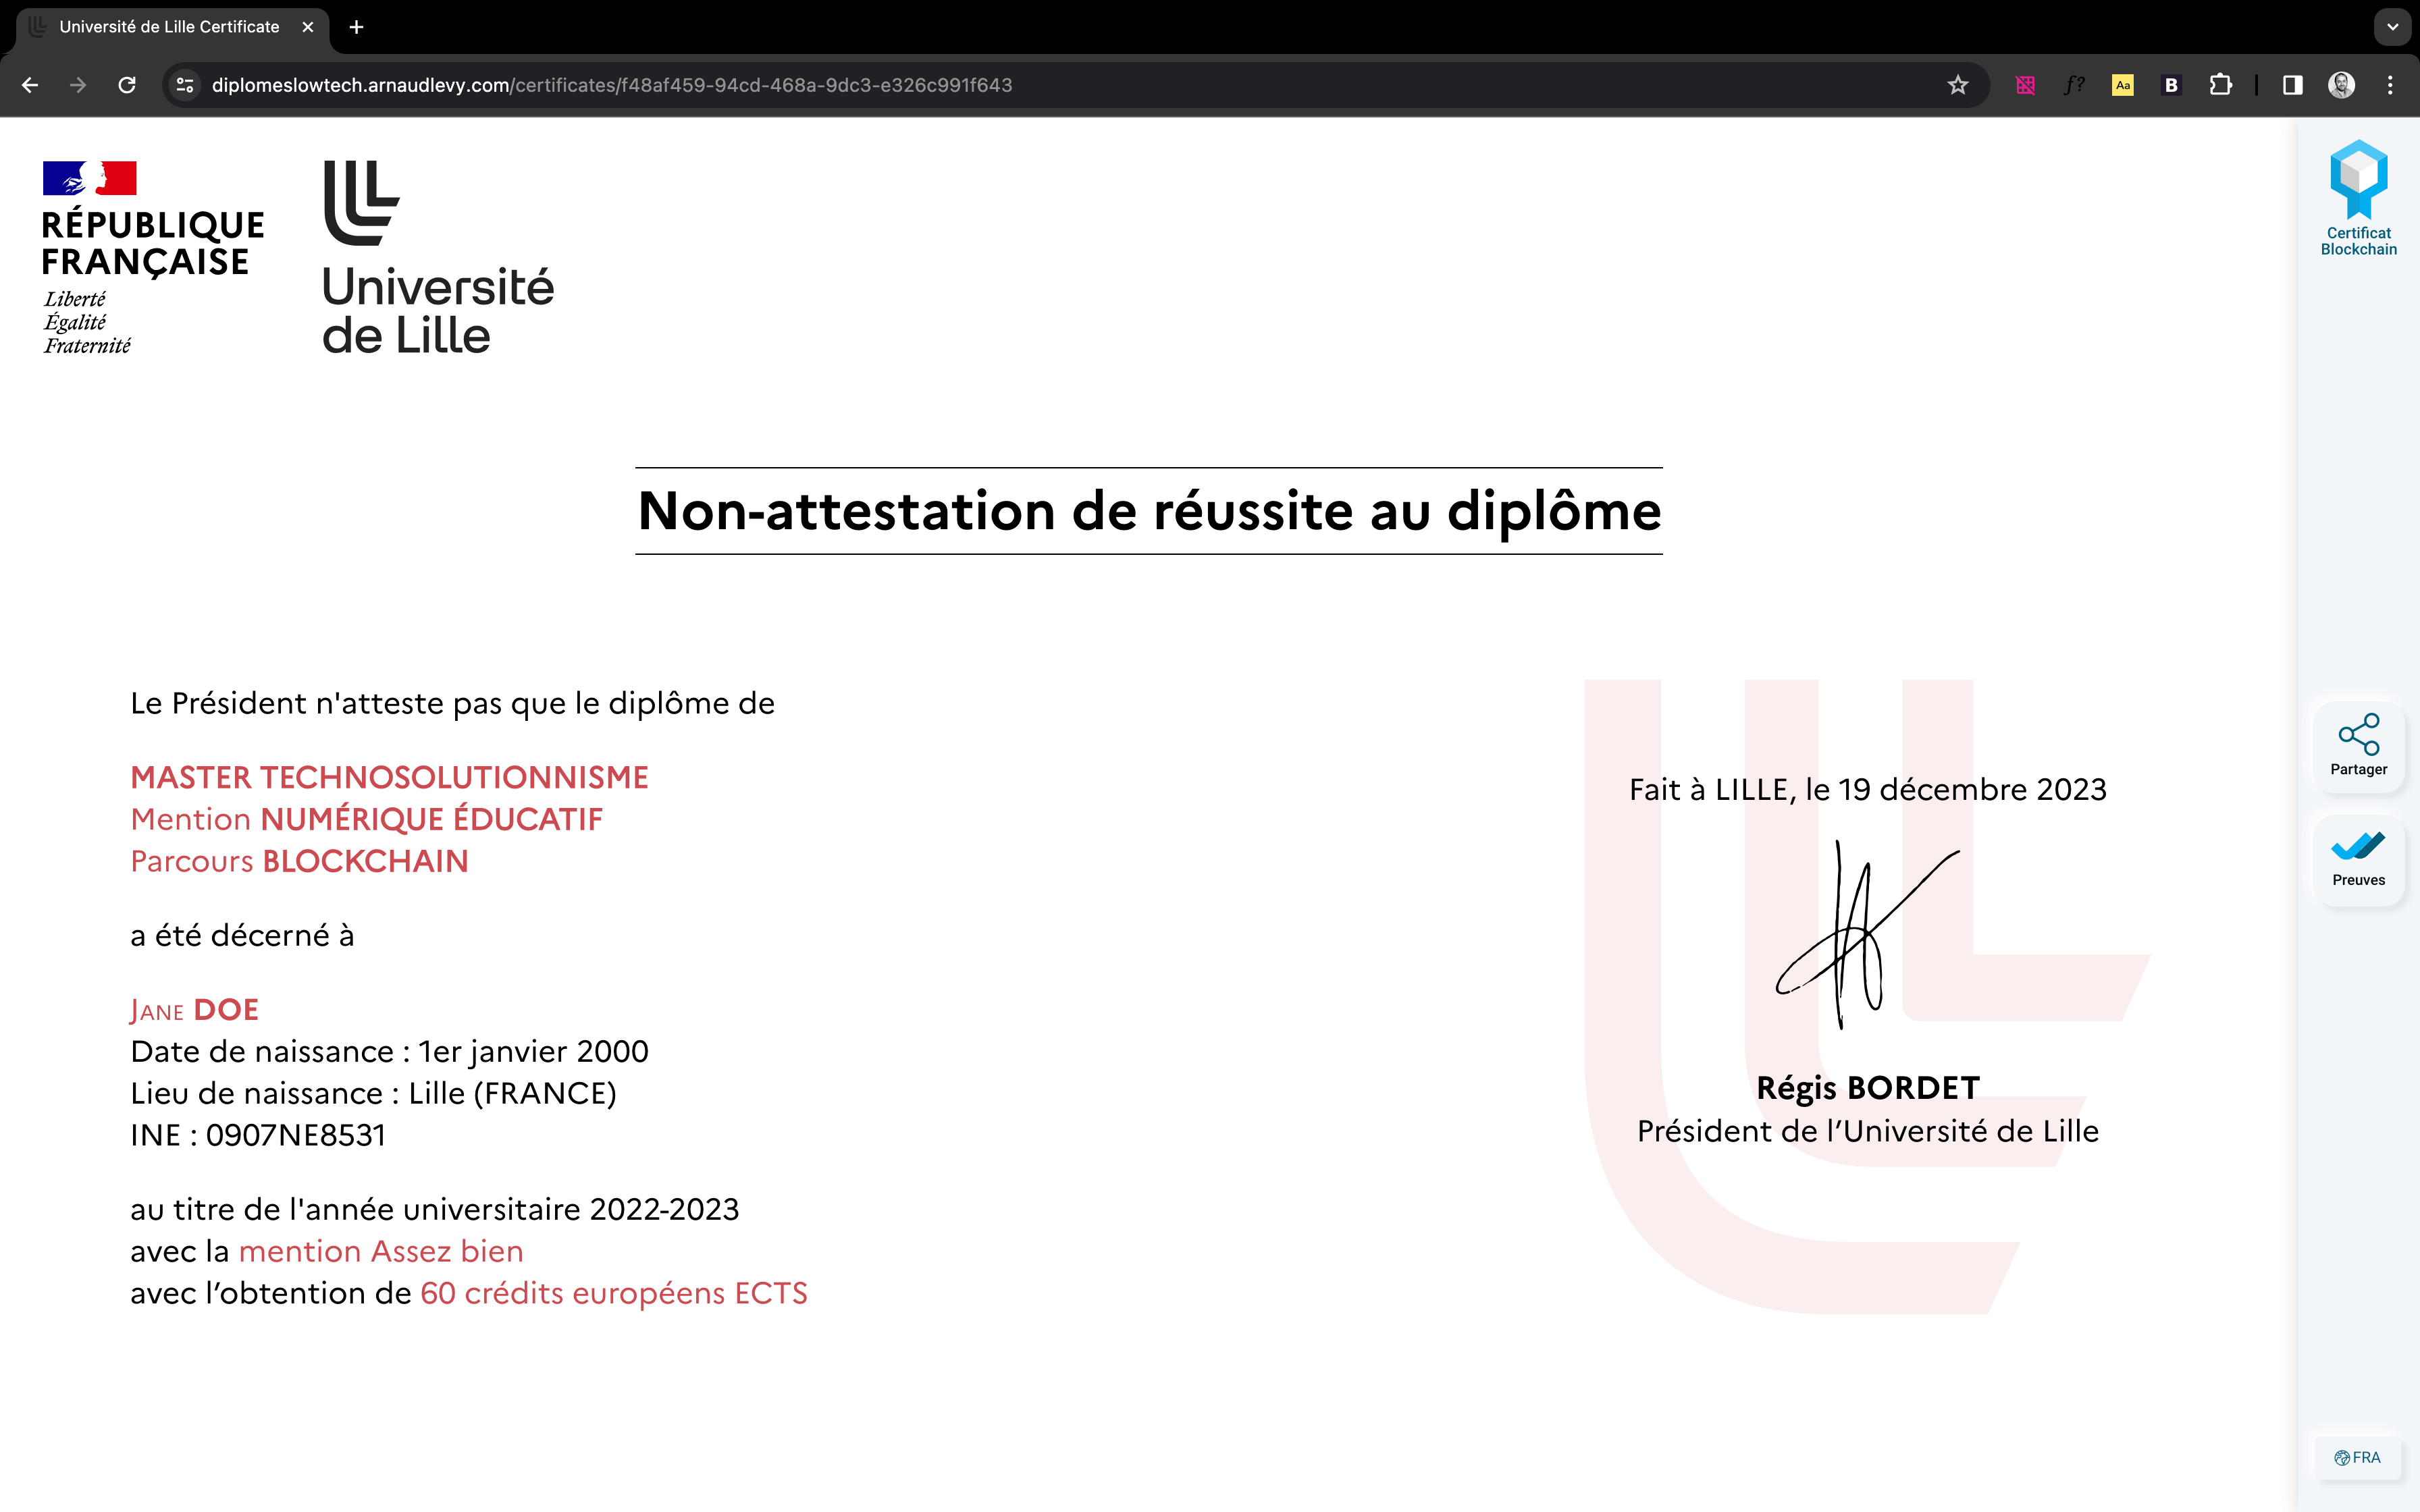 Université de Lille Certificate
diplomeslowtech.arnaudlevy.com/certificates/f48af459-94cd-468a-9dc3-e326c991f643
f?
Aa
B
RÉPUBLIQUE
FRANÇAISE
Liberté
Égalité
Fraternité
Université
de Lille
Certificat
Blockchain
Non-attestation de réussite au diplôme
Le Président n'atteste pas que le diplôme de
MASTER TECHNOSOLUTIONNISME
Mention NUMÉRIQUE ÉDUCATIF
Parcours BLOCKCHAIN
a été décerné à
Jane DOE
Date de naissance : 1er janvier 2000
Lieu de naissance : Lille (FRANCE)
INE : 0907NE8531
au titre de l'année universitaire 2022-2023
avec la mention Assez bien
avec l’obtention de 60 crédits européens ECTS
Fait à LILLE, le 19 décembre 2023
Régis BORDET
Président de l’Université de Lille
Partager
Preuves
FRA